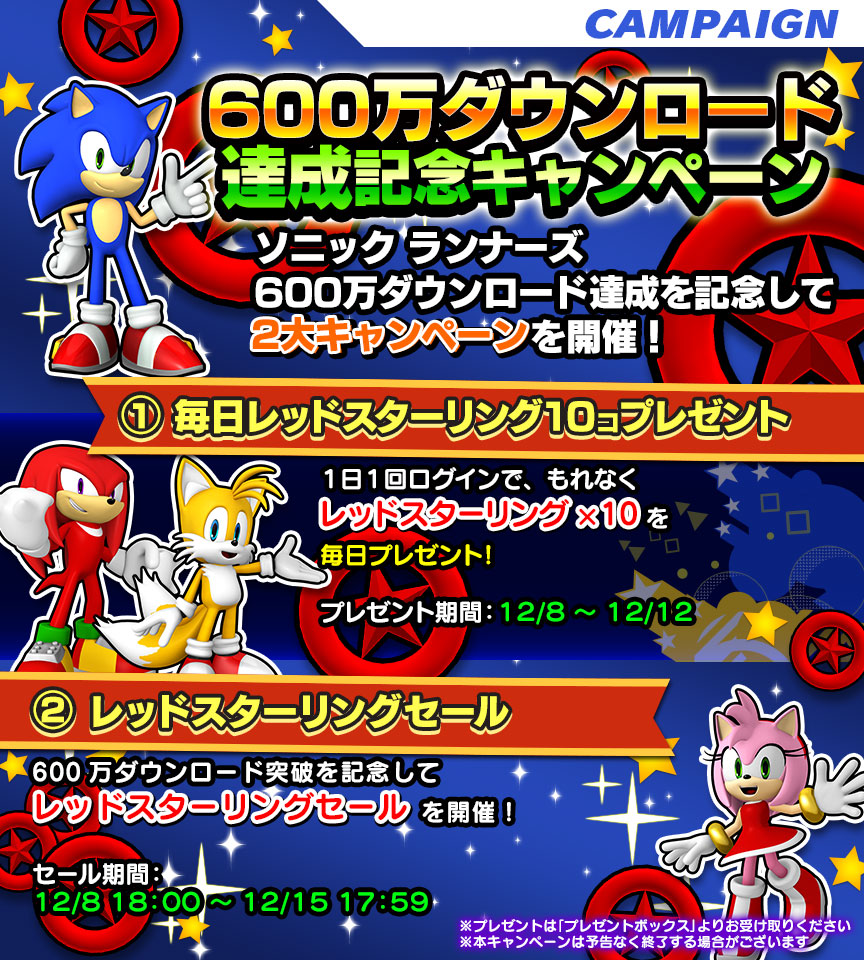 CAMPAIGN
600万ダウンロード
達成記念キャンペーン
ソニック ランナーズ
600万ダウンロード達成を記念して
2大キャンペーンを開催!
① 毎日レッドスターリング10コプレゼント
1日1回ログインで、もれなく
レッドスターリング×10を
毎日プレゼント!
プレゼント期間:12/8 ~ 12/12
② レッドスターリングセール
600万ダウンロード突破を記念して
レッドスターリングセール を開催!
セール期間:
12/8 18:00 ~ 12/15 17:59
※プレゼントは「プレゼントボックス」よりお受け取りください
※本キャンペーンは予告なく終了する場合がございます